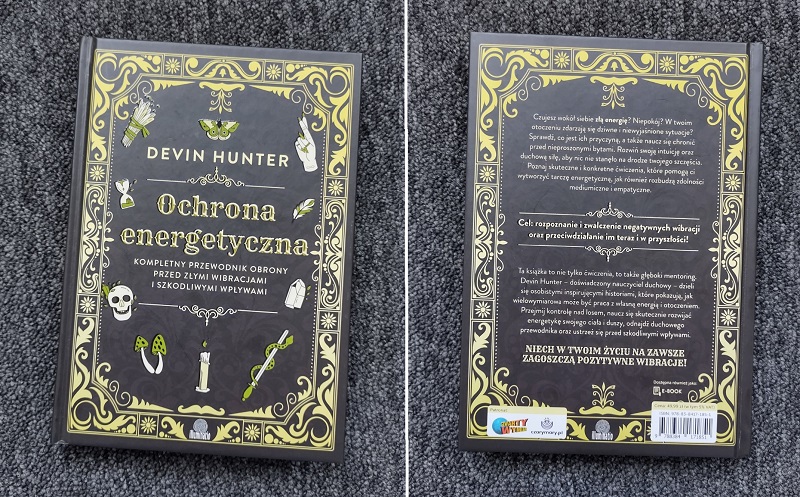 DEVIN HUNTER
Ochrona
energetyczna
KOMPLETNY PRZEWODNIK OBRONY
PRZED ZŁYMI WIBRACJAMI
I SZKODLIWYMI WPŁYWAMI
Czujesz wokół siebie złą energię? Niepokój? W twoim
otoczeniu zdarzają się dziwne i niewyjaśnione sytuacje?
Sprawdź, co jest ich przyczyną, a także naucz się chronić
przed nieproszonymi bytami. Rozwiń swoją intuicję oraz
duchową siłę, aby nic nie stanęło na drodze twojego szczęścia.
Poznaj skuteczne i konkretne ćwiczenia, które pomogą ci
wytworzyć tarczę energetyczną, jak również rozbudzą zdolności
mediumiczne i empatyczne.
Cel: rozpoznanie i zwalczenie negatywnych wibracji
oraz przeciwdziałanie im teraz i w przyszłości!
Ta książka to nie tylko ćwiczenia, to także głęboki mentoring.
Devin Hunter – doświadczony nauczyciel duchowy – dzieli
się osobistymi inspirującymi historiami, które pokazują, jak
wielowymiarowa może być praca z własną energią i otoczeniem.
Przejmij kontrolę nad losem, naucz się skutecznie rozwijać
energetykę swojego ciała i duszy, odnajdź duchowego
przewodnika oraz ustrzeż się przed szkodliwymi wpływami.
NIECH W TWOIM ŻYCIU NA ZAWSZE
ZAGOSZCZĄ POZYTYWNE WIBRACJE!
Dostępna również jako
E-BOOK
czarymary.pl